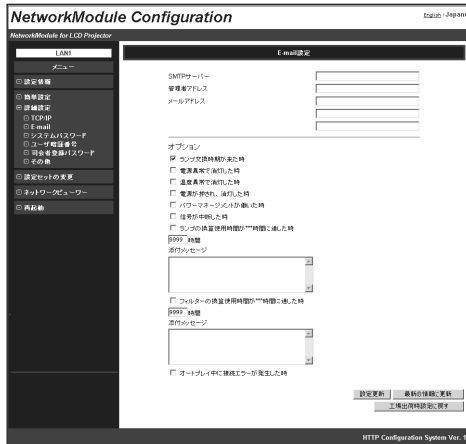 NetworkModule Configuration
English / Japan
NetworkModule for LCD Projector
LAN1
メニュー
設定情報
簡単設定
詳細設定
TCP/IP
E-mail
システムパスワード
ユーザ暗証番号
司会者登録パスワード
その他
設定セットの変更
ネットワークビューワー
再起動
E-mail設定
SMTPサーバー
管理者アドレス
メールアドレス
オプション
ランプ交換時期が来た時
電源異常で消灯した時
温度異常で消灯した時
電源が押され、消灯した時
パワーマネージメントが働いた時
信号が中断した時
ランプの換算使用時間が***時間に達した時
9999 時間
添付メッセージ
フィルターの換算使用時間が***時間に達した時
9999 時間
添付メッセージ
オートプレイ中に接続エラーが発生した時
設定更新 最新の情報に更新
工場出荷時設定に戻す
HTTP Configuration System Ver. 1